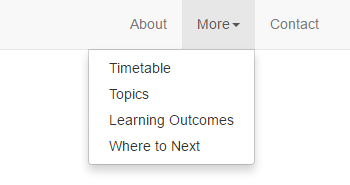 About More Contact
Timetable
Topics
Learning Outcomes
Where to Next